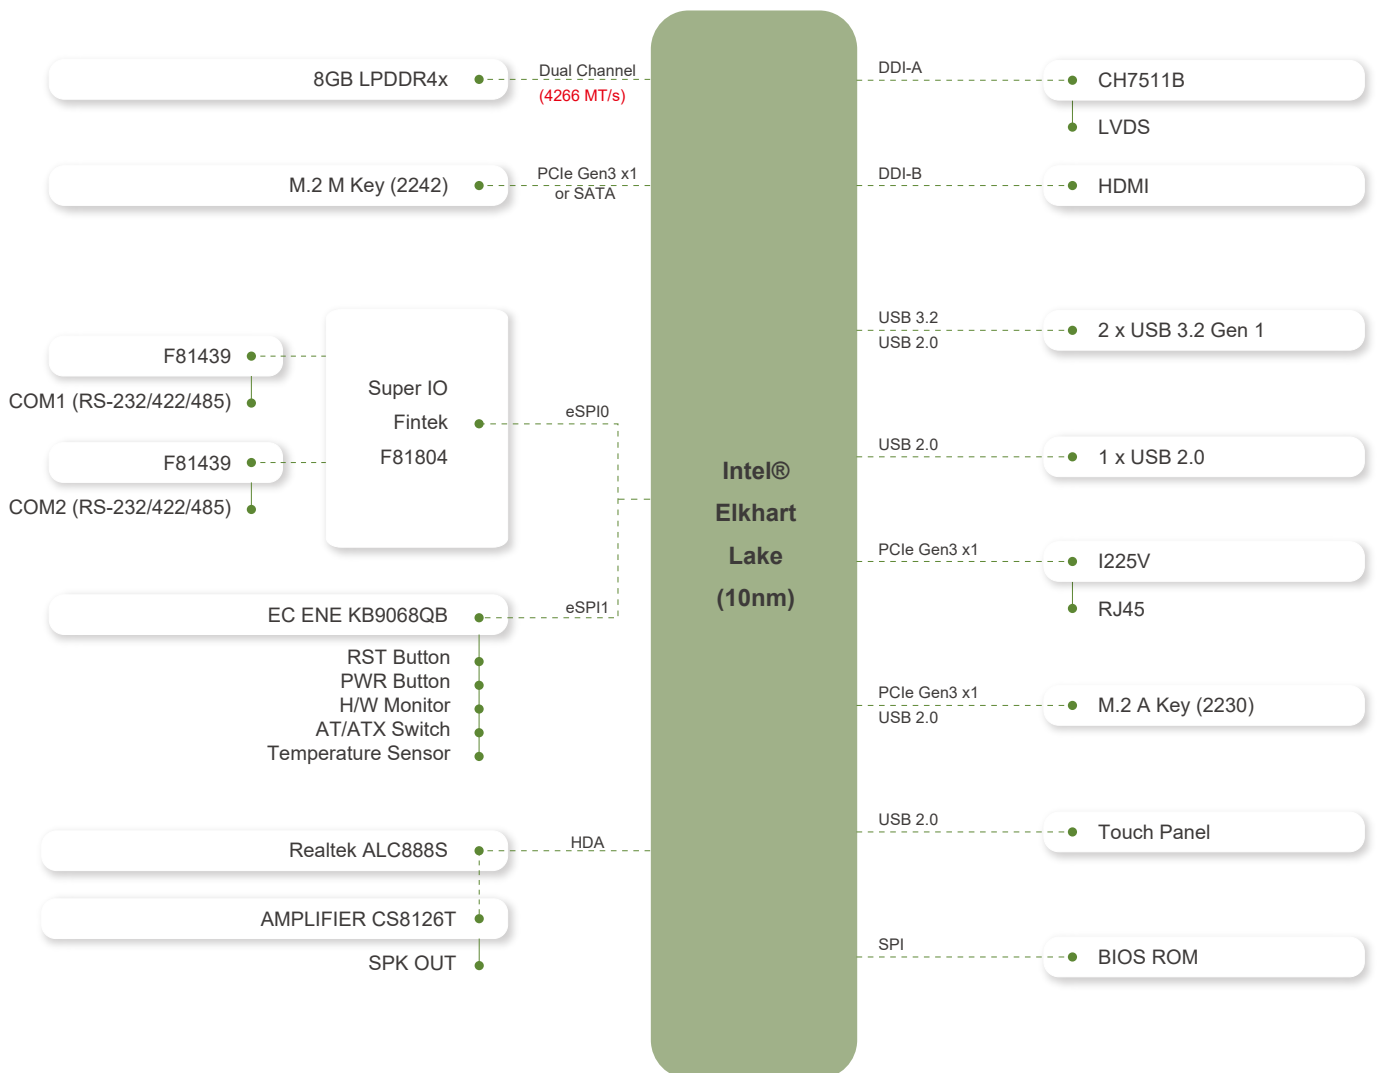 8GB LPDDR4x
Dual Channel
(4266 MT/s)
M.2 M Key (2242)
PCIe Gen3 x1
or SATA
F81439
COM1 (RS-232/422/485)
F81439
COM2 (RS-232/422/485)
Super IO
Fintek
F81804
eSPI0
EC ENE KB9068QB
eSPI1
RST Button
PWR Button
H/W Monitor
AT/ATX Switch
Temperature Sensor
Realtek ALC888S
HDA
AMPLIFIER CS8126T
SPK OUT
Intel®
Elkhart
Lake
(10nm)
DDI-A
CH7511B
LVDS
DDI-B
HDMI
USB 3.2
USB 2.0
2 x USB 3.2 Gen 1
USB 2.0
1 x USB 2.0
PCIe Gen3 x1
I225V
RJ45
PCIe Gen3 x1
USB 2.0
M.2 A Key (2230)
USB 2.0
Touch Panel
SPI
BIOS ROM